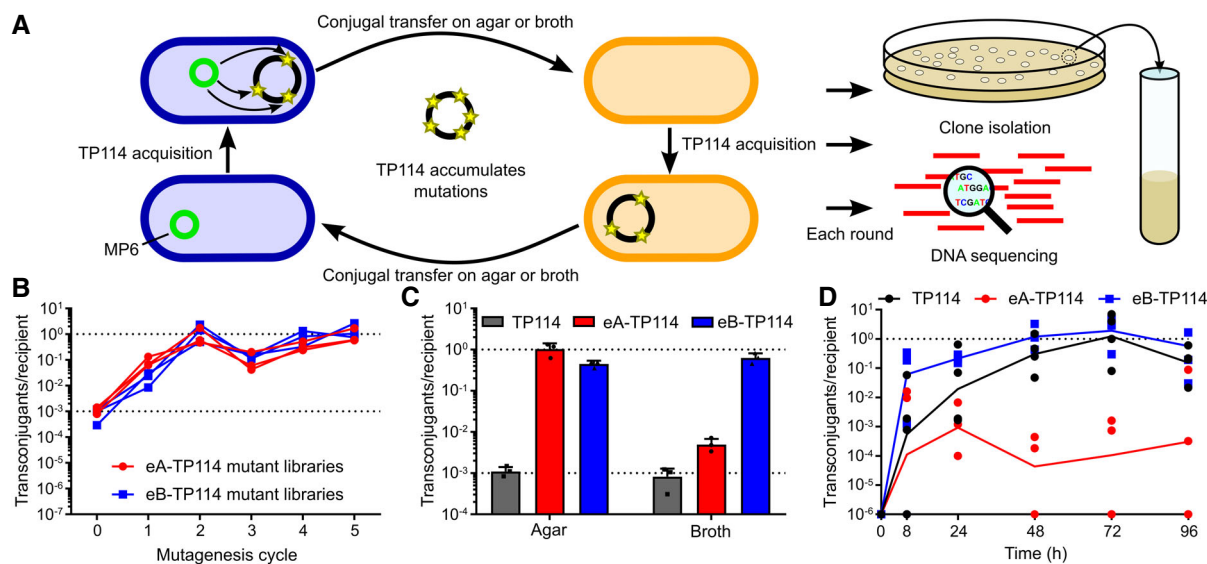 A
Conjugal transfer on agar or broth
TP114 acquisition
TP114 accumulates
mutations
TP114 acquisition
MP6
Conjugal transfer on agar or broth
Clone isolation
ATGC
ATGGAC
TCGATC
Each round
DNA sequencing
B
Transconjugants/recipient
10¹
10⁰
10⁻¹
10⁻²
10⁻³
10⁻⁴
10⁻⁵
10⁻⁶
10⁻⁷
eA-TP114 mutant libraries
eB-TP114 mutant libraries
0 1 2 3 4 5
Mutagenesis cycle
C
TP114 eA-TP114 eB-TP114
Transconjugants/recipient
10¹
10⁰
10⁻¹
10⁻²
10⁻³
10⁻⁴
Agar Broth
D
TP114 eA-TP114 eB-TP114
Transconjugants/recipient
10¹
10⁰
10⁻¹
10⁻²
10⁻³
10⁻⁴
10⁻⁵
10⁻⁶
0 8 24 48 72 96
Time (h)